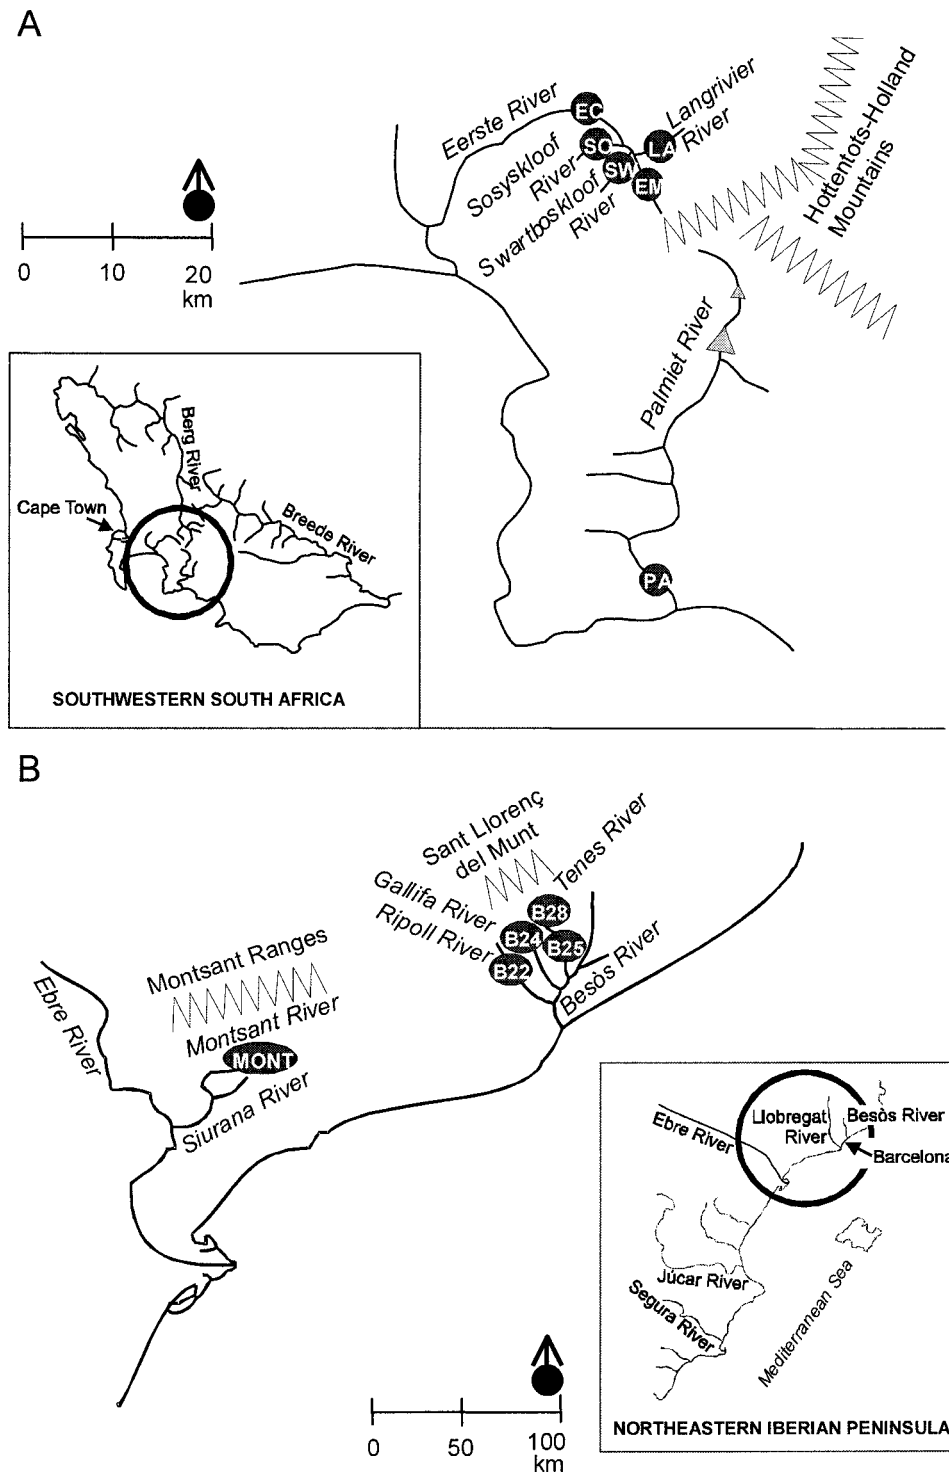 A
Eerste River
EC
Langrivier
River
Sosyskloof
River
SO
LA
SW
EM
Swartboskloof
River
Hottentots-Holland
Mountains
0 10 20
km
Palmiet River
PA
Berg River
Cape Town
Breede River
SOUTHWESTERN SOUTH AFRICA
B
Sant Llorenç
del Munt
Tenes River
Gallifa River
Ripoll River
B28
B24
B25
B22
Besòs River
Montsant Ranges
Montsant River
MONT
Ebre River
Siurana River
Ebre River
Llobregat
River
Besòs River
Barcelona
Júcar River
Segura River
Mediterranean Sea
NORTHEASTERN IBERIAN PENINSULA
0 50 100
km